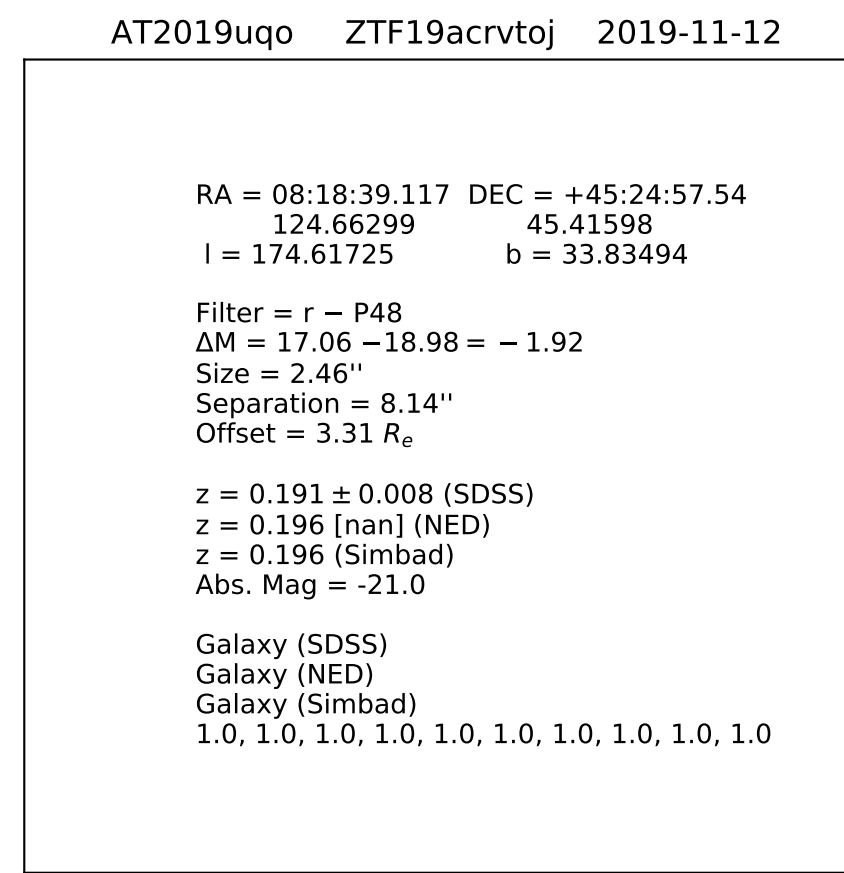 AT2019uqo ZTF19acrvtoj 2019-11-12
RA = 08:18:39.117 DEC = +45:24:57.54
124.66299 45.41598
l = 174.61725 b = 33.83494
Filter = r − P48
ΔM = 17.06 −18.98 = − 1.92
Size = 2.46''
Separation = 8.14''
Offset = 3.31 Rₑ
z = 0.191 ± 0.008 (SDSS)
z = 0.196 [nan] (NED)
z = 0.196 (Simbad)
Abs. Mag = -21.0
Galaxy (SDSS)
Galaxy (NED)
Galaxy (Simbad)
1.0, 1.0, 1.0, 1.0, 1.0, 1.0, 1.0, 1.0, 1.0, 1.0